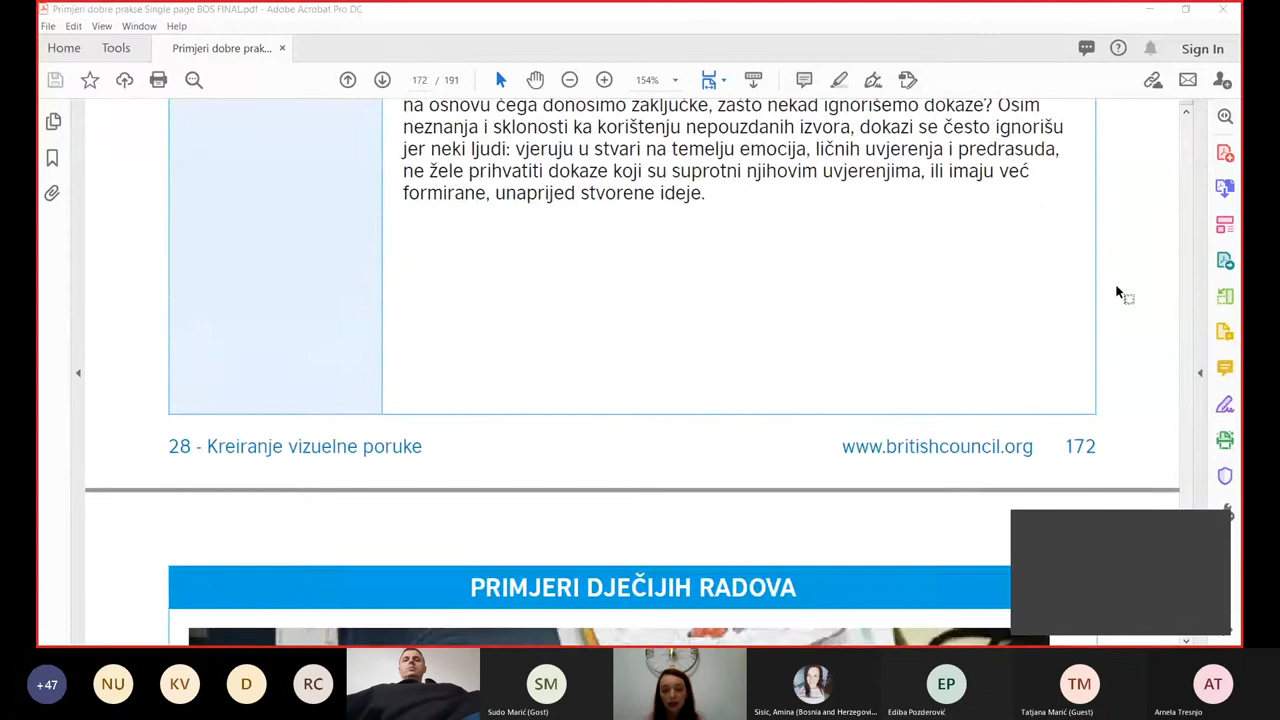 Primjeri dobre prakse Single page BOS FINAL.pdf - Adobe Acrobat Pro DC
File Edit View Window Help
Home Tools Primjeri dobre prak... × Sign In
172 / 191 154%
na osnovu čega donosimo zaključke, zašto nekad ignorišemo dokaze? Osim
neznanja i sklonosti ka korištenju nepouzdanih izvora, dokazi se često ignorišu
jer neki ljudi: vjeruju u stvari na temelju emocija, ličnih uvjerenja i predrasuda,
ne žele prihvatiti dokaze koji su suprotni njihovim uvjerenjima, ili imaju već
formirane, unaprijed stvorene ideje.
28 - Kreiranje vizuelne poruke www.britishcouncil.org 172
PRIMJERI DJEČIJIH RADOVA
+47 NU KV D RC SM EP TM AT
Sudo Marić (Gost) Sisic, Amina (Bosnia and Herzegovi... Ediba Pozderović Tatjana Marić (Guest) Arnela Tresnjo